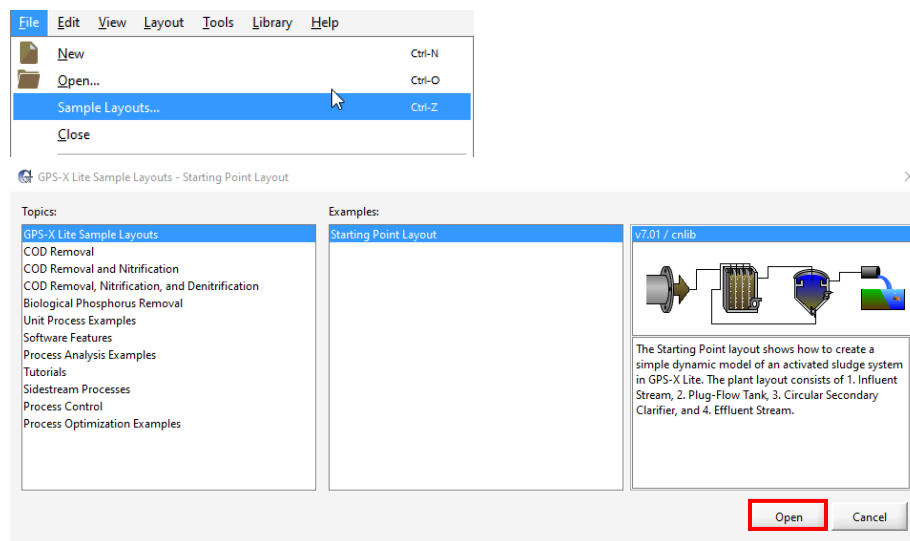 File Edit View Layout Tools Library Help
New Ctrl-N
Open... Ctrl-O
Sample Layouts... Ctrl-Z
Close
GPS-X Lite Sample Layouts - Starting Point Layout
Topics:
GPS-X Lite Sample Layouts
COD Removal
COD Removal and Nitrification
COD Removal, Nitrification, and Denitrification
Biological Phosphorus Removal
Unit Process Examples
Software Features
Process Analysis Examples
Tutorials
Sidestream Processes
Process Control
Process Optimization Examples
Examples:
Starting Point Layout
v7.01 / cnlib
The Starting Point layout shows how to create a
simple dynamic model of an activated sludge system
in GPS-X Lite. The plant layout consists of 1. Influent
Stream, 2. Plug-Flow Tank, 3. Circular Secondary
Clarifier, and 4. Effluent Stream.
Open Cancel